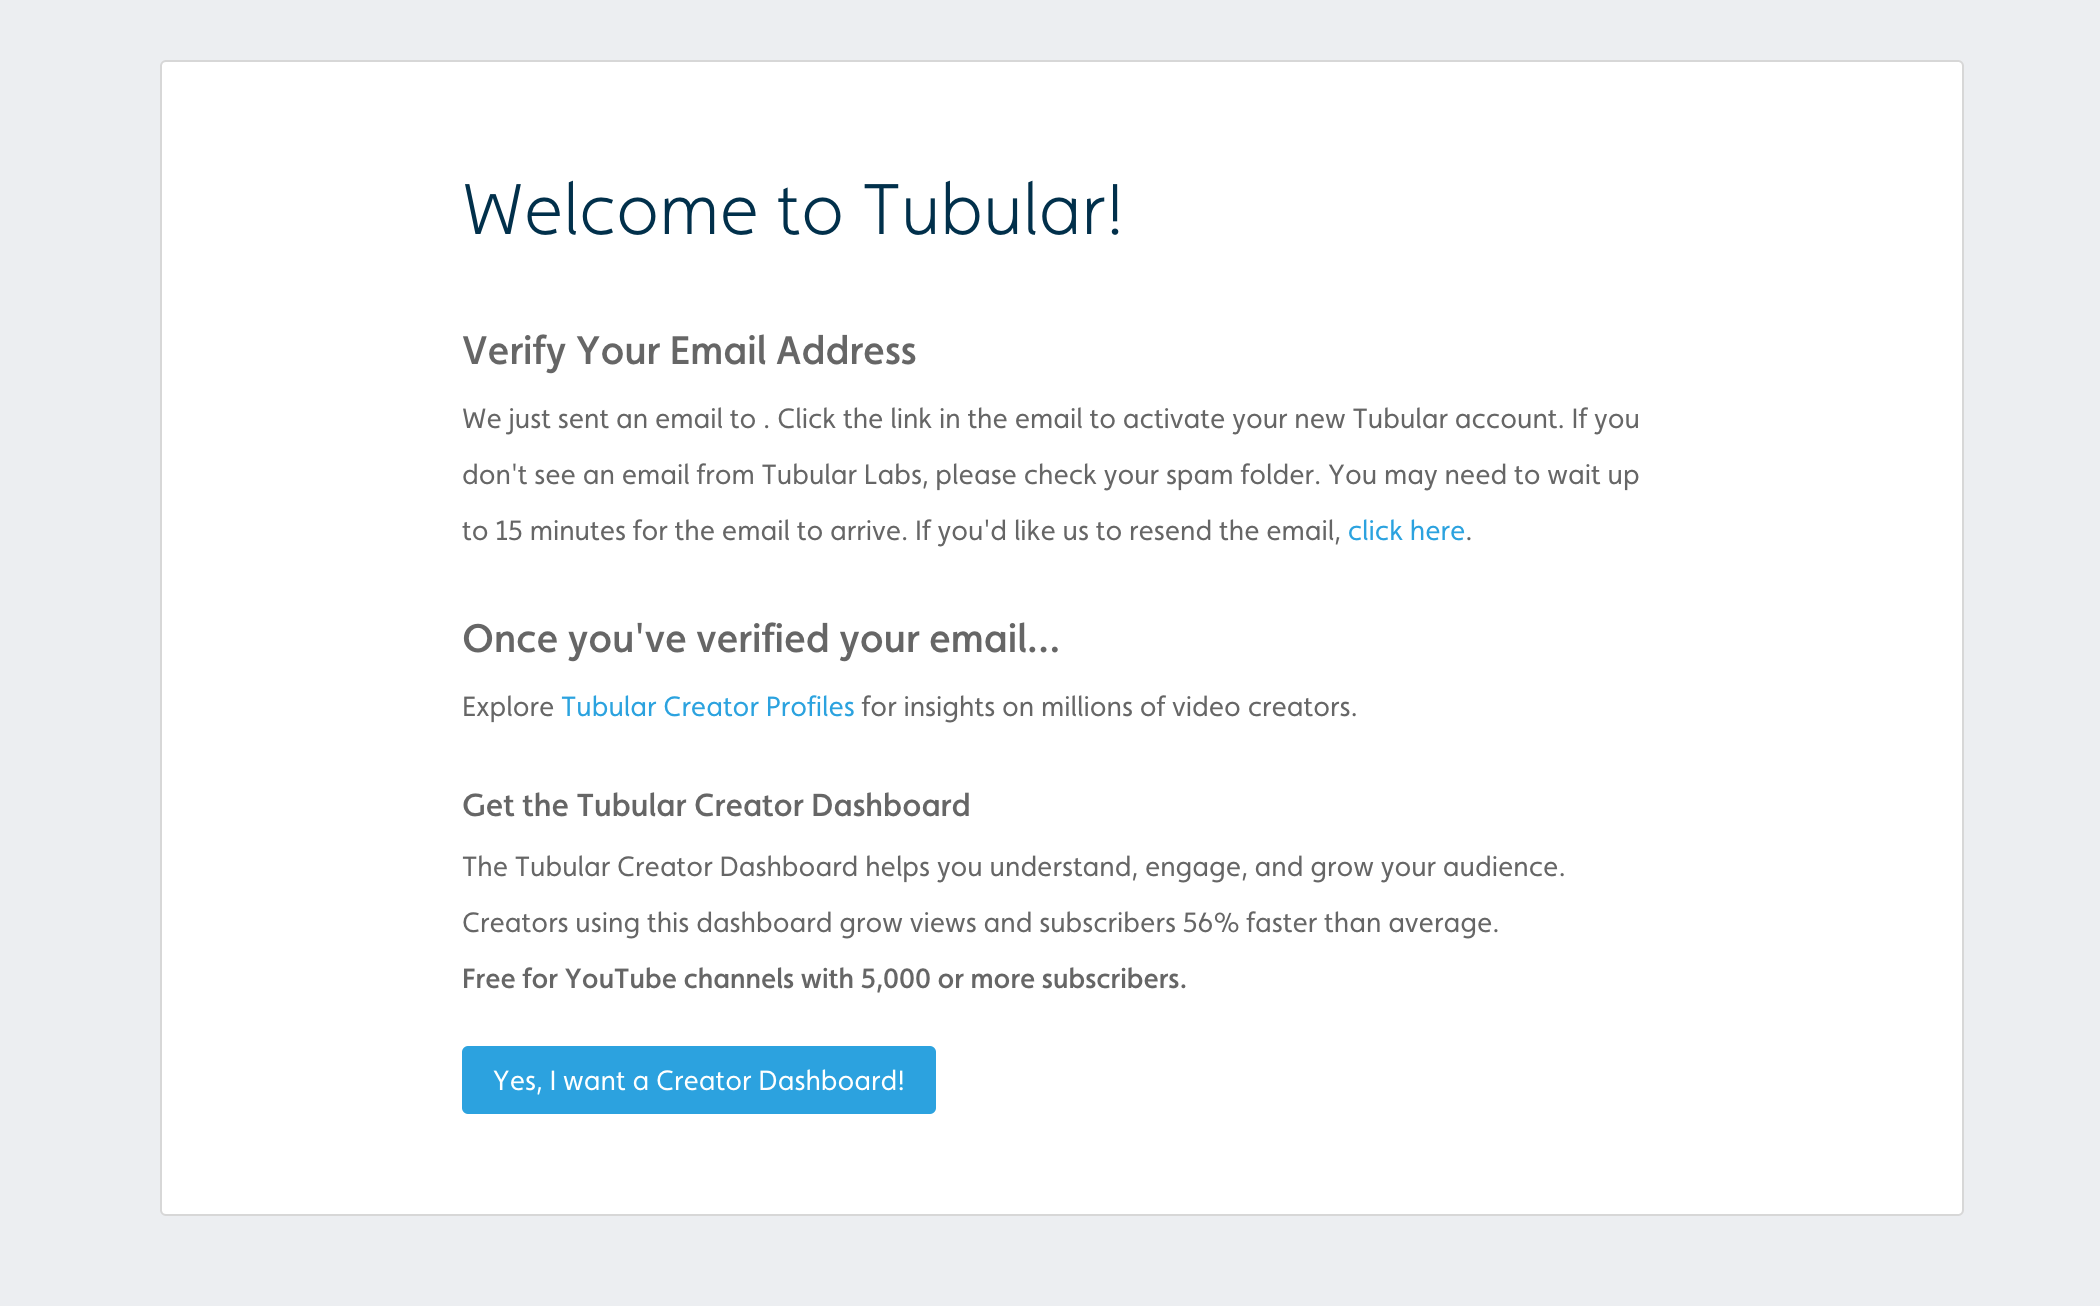 Welcome to Tubular!
Verify Your Email Address
We just sent an email to . Click the link in the email to activate your new Tubular account. If you
don't see an email from Tubular Labs, please check your spam folder. You may need to wait up
to 15 minutes for the email to arrive. If you'd like us to resend the email, click here.
Once you've verified your email...
Explore Tubular Creator Profiles for insights on millions of video creators.
Get the Tubular Creator Dashboard
The Tubular Creator Dashboard helps you understand, engage, and grow your audience.
Creators using this dashboard grow views and subscribers 56% faster than average.
Free for YouTube channels with 5,000 or more subscribers.
Yes, I want a Creator Dashboard!